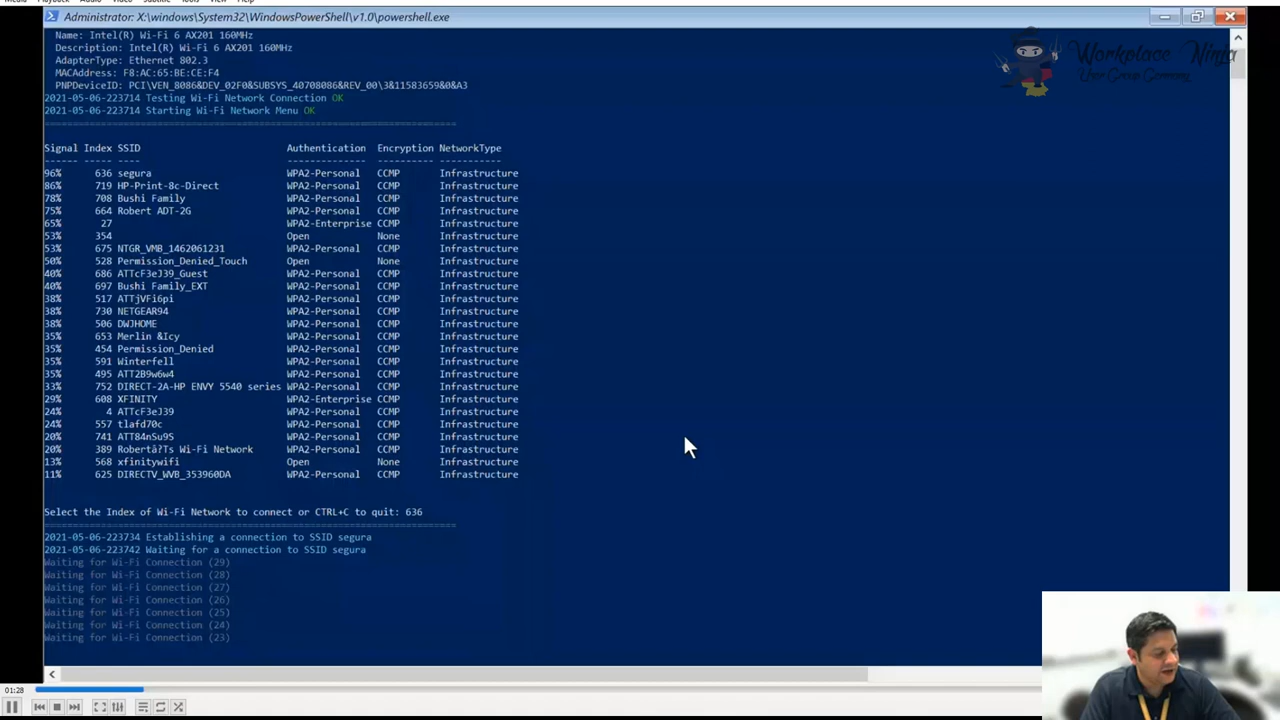 Media Playback Audio Video Subtitle Tools View Help
Administrator: X:\windows\System32\WindowsPowerShell\v1.0\powershell.exe
Workplace Ninja
User Group Germany
Name: Intel(R) Wi-Fi 6 AX201 160MHz
Description: Intel(R) Wi-Fi 6 AX201 160MHz
AdapterType: Ethernet 802.3
MACAddress: F8:AC:65:BE:CE:F4
PNPDeviceID: PCI\VEN_8086&DEV_02F0&SUBSYS_40708086&REV_00\3&11583659&0&A3
2021-05-06-223714 Testing Wi-Fi Network Connection OK
2021-05-06-223714 Starting Wi-Fi Network Menu OK
Signal Index SSID Authentication Encryption NetworkType
96% 636 segura WPA2-Personal CCMP Infrastructure
86% 719 HP-Print-8c-Direct WPA2-Personal CCMP Infrastructure
78% 708 Bushi Family WPA2-Personal CCMP Infrastructure
75% 664 Robert ADT-2G WPA2-Personal CCMP Infrastructure
65% 27 WPA2-Enterprise CCMP Infrastructure
53% 354 Open None Infrastructure
53% 675 NTGR_VMB_1462061231 WPA2-Personal CCMP Infrastructure
50% 528 Permission_Denied_Touch Open None Infrastructure
40% 686 ATTcF3eJ39_Guest WPA2-Personal CCMP Infrastructure
40% 697 Bushi Family_EXT WPA2-Personal CCMP Infrastructure
38% 517 ATTjVFi6pi WPA2-Personal CCMP Infrastructure
38% 730 NETGEAR94 WPA2-Personal CCMP Infrastructure
38% 506 DWJHOME WPA2-Personal CCMP Infrastructure
35% 653 Merlin &Icy WPA2-Personal CCMP Infrastructure
35% 454 Permission_Denied WPA2-Personal CCMP Infrastructure
35% 591 Winterfell WPA2-Personal CCMP Infrastructure
35% 495 ATT2B9w6w4 WPA2-Personal CCMP Infrastructure
33% 752 DIRECT-2A-HP ENVY 5540 series WPA2-Personal CCMP Infrastructure
29% 608 XFINITY WPA2-Enterprise CCMP Infrastructure
24% 4 ATTcF3eJ39 WPA2-Personal CCMP Infrastructure
24% 557 tlafd70c WPA2-Personal CCMP Infrastructure
20% 741 ATT84nSu9S WPA2-Personal CCMP Infrastructure
20% 389 Robertâ?Ts Wi-Fi Network WPA2-Personal CCMP Infrastructure
13% 568 xfinitywifi Open None Infrastructure
11% 625 DIRECTV_WVB_353960DA WPA2-Personal CCMP Infrastructure
Select the Index of Wi-Fi Network to connect or CTRL+C to quit: 636
2021-05-06-223734 Establishing a connection to SSID segura
2021-05-06-223742 Waiting for a connection to SSID segura
Waiting for Wi-Fi Connection (29)
Waiting for Wi-Fi Connection (28)
Waiting for Wi-Fi Connection (27)
Waiting for Wi-Fi Connection (26)
Waiting for Wi-Fi Connection (25)
Waiting for Wi-Fi Connection (24)
Waiting for Wi-Fi Connection (23)
01:28